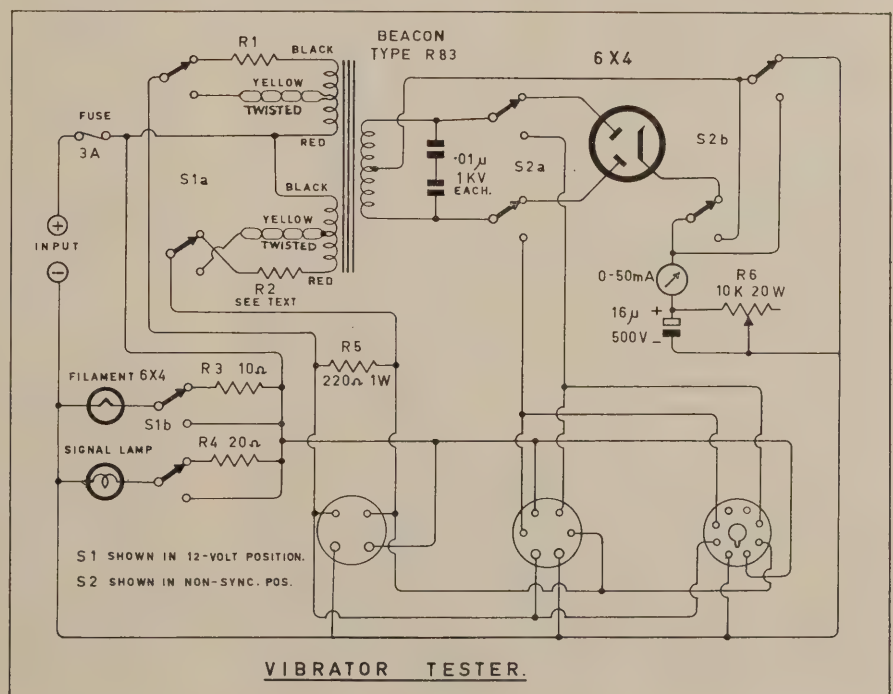 BEACON
TYPE R83
R1
BLACK
YELLOW
TWISTED
RED
6X4
FUSE
3A
S1a
BLACK
YELLOW
TWISTED
R2
RED
SEE TEXT
·01μ
1KV
EACH.
S2a
S2b
+
INPUT
−
0-50mA
R6
10K 20W
16μ +
500V −
R5
220Ω 1W
FILAMENT 6X4
R3 10Ω
S1b
SIGNAL LAMP
R4 20Ω
S1 SHOWN IN 12-VOLT POSITION.
S2 SHOWN IN NON-SYNC. POS.
VIBRATOR TESTER.